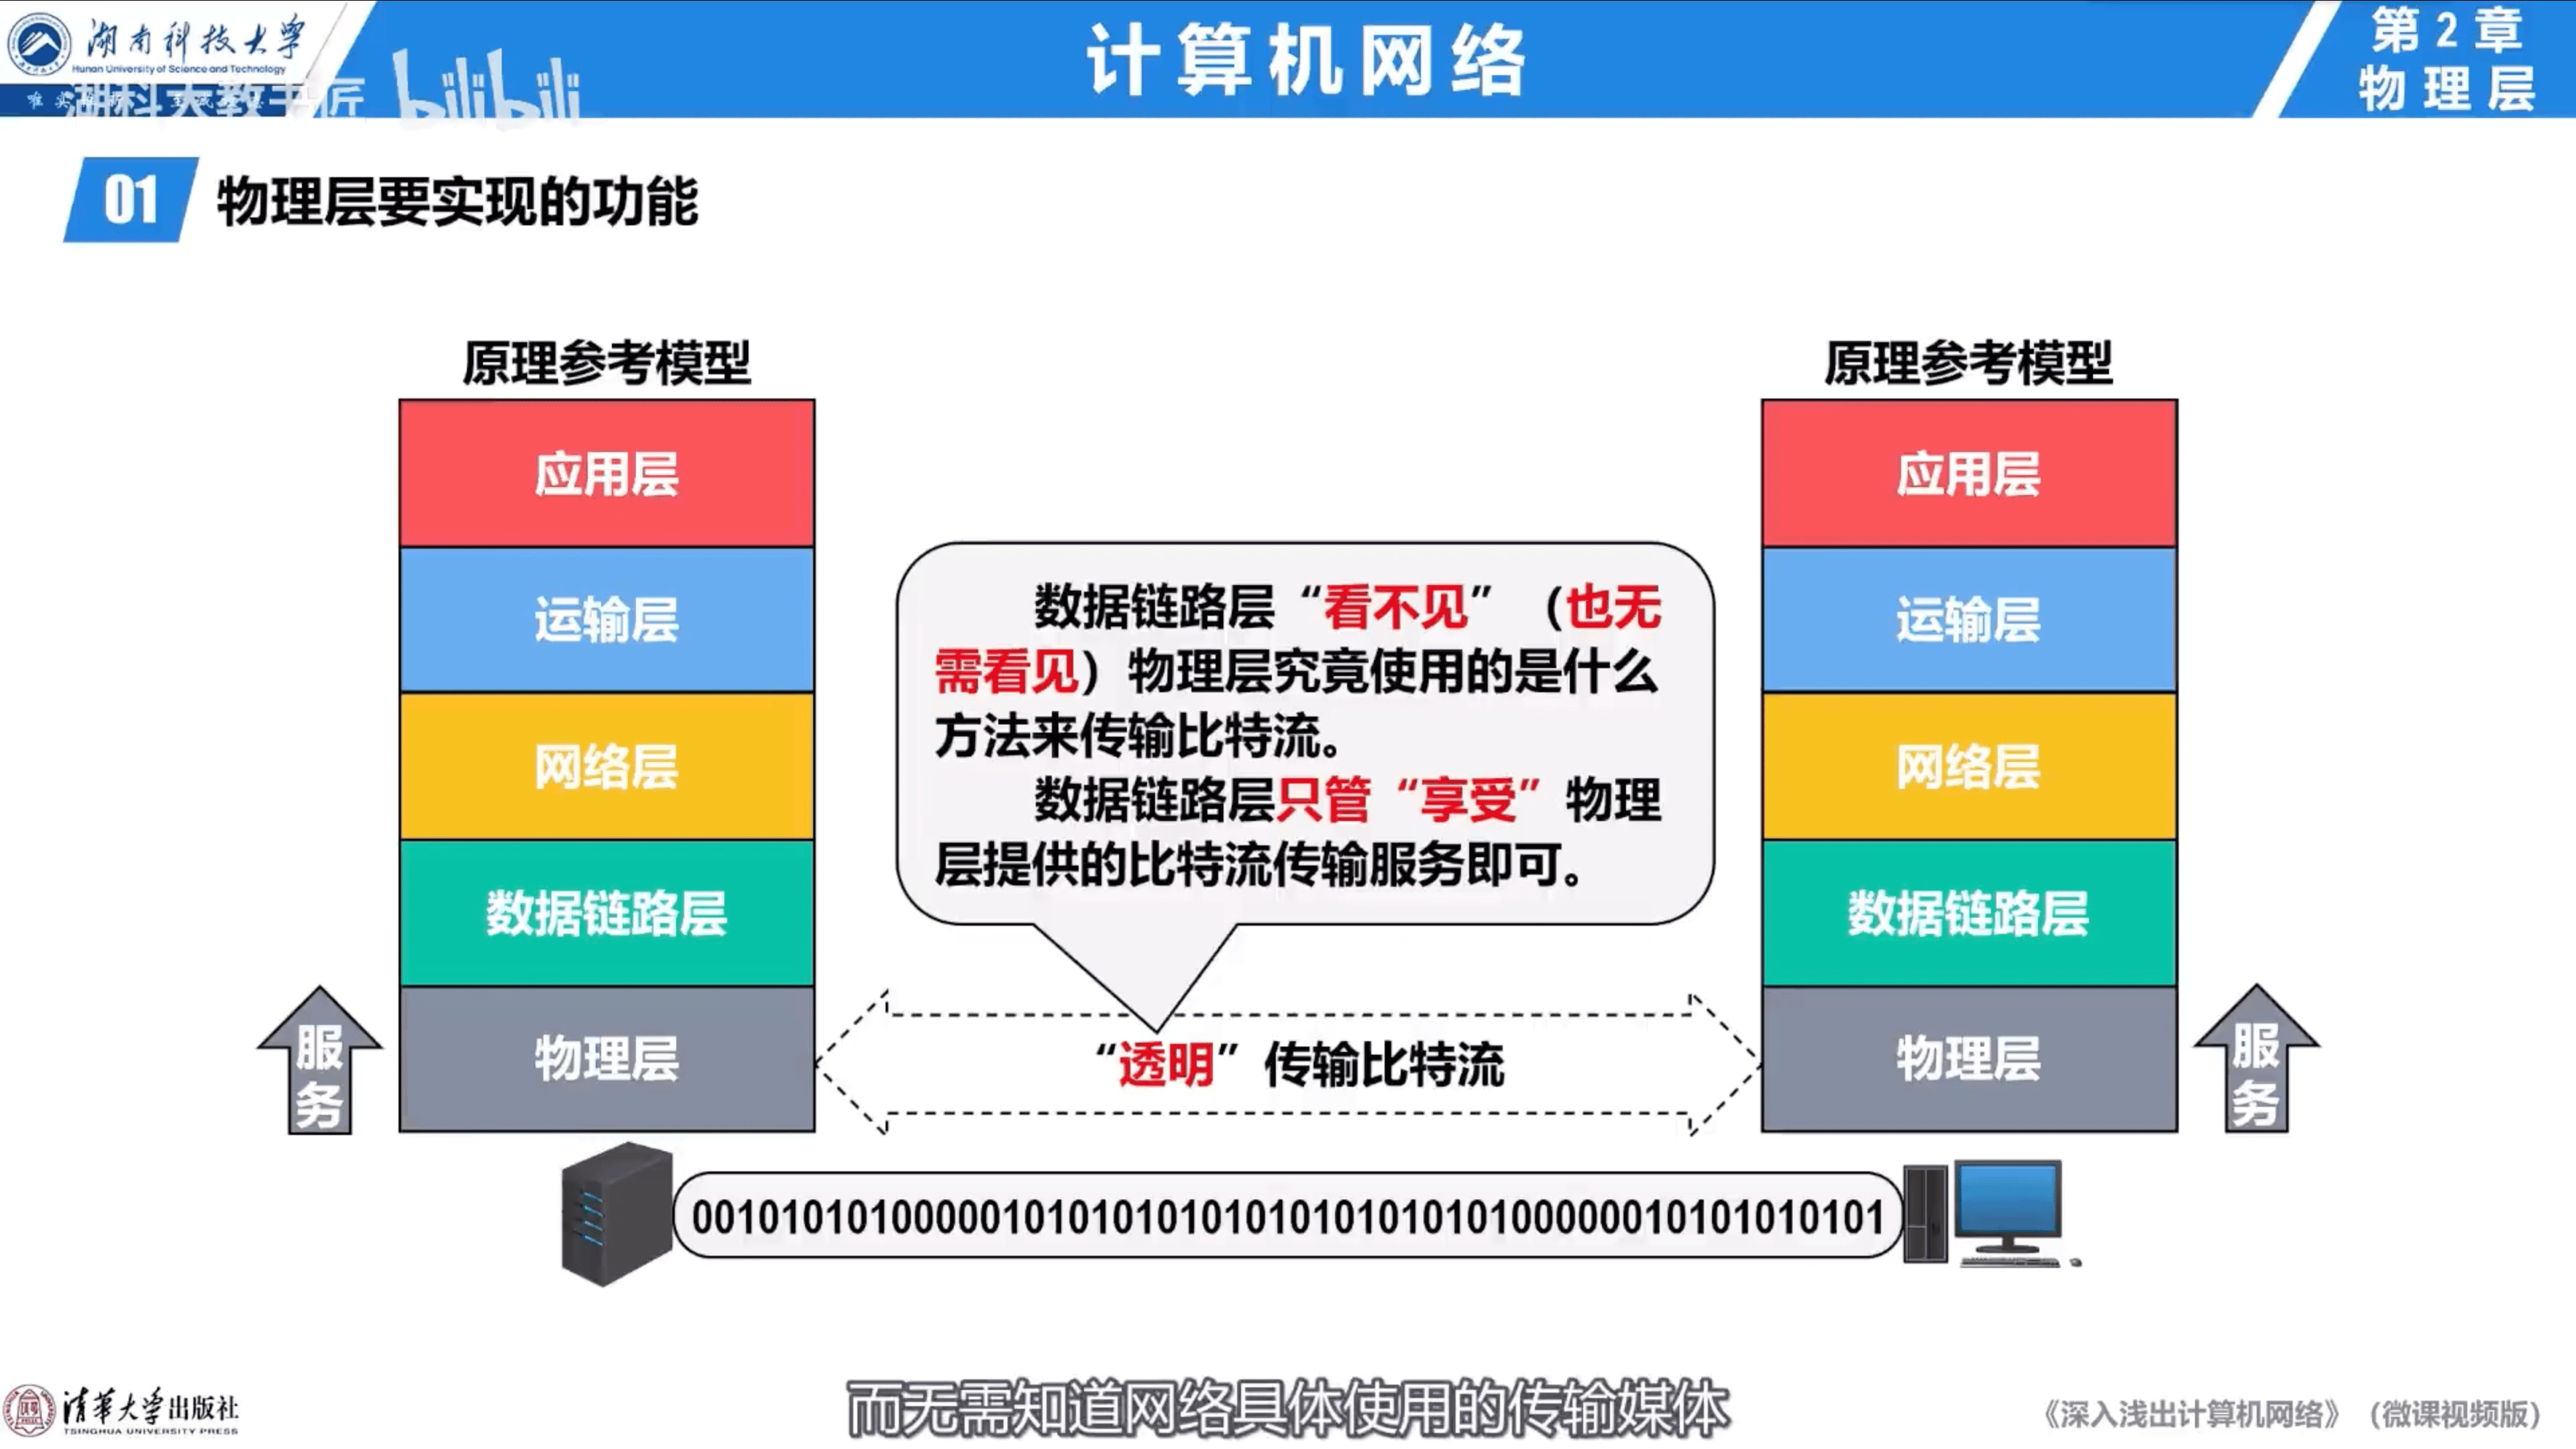 湖南科技大学
Hunan University of Science and Technology
湖科大教书匠
bilibili
计算机网络
第2章
物理层
01 物理层要实现的功能
原理参考模型
应用层
运输层
网络层
数据链路层
物理层
服务
数据链路层“看不见”（也无
需看见）物理层究竟使用的是什么
方法来传输比特流。
数据链路层只管“享受”物理
层提供的比特流传输服务即可。
“透明”传输比特流
原理参考模型
应用层
运输层
网络层
数据链路层
物理层
服务
而无需知道网络具体使用的传输媒体
清华大学出版社
TSINGHUA UNIVERSITY PRESS
《深入浅出计算机网络》（微课视频版）